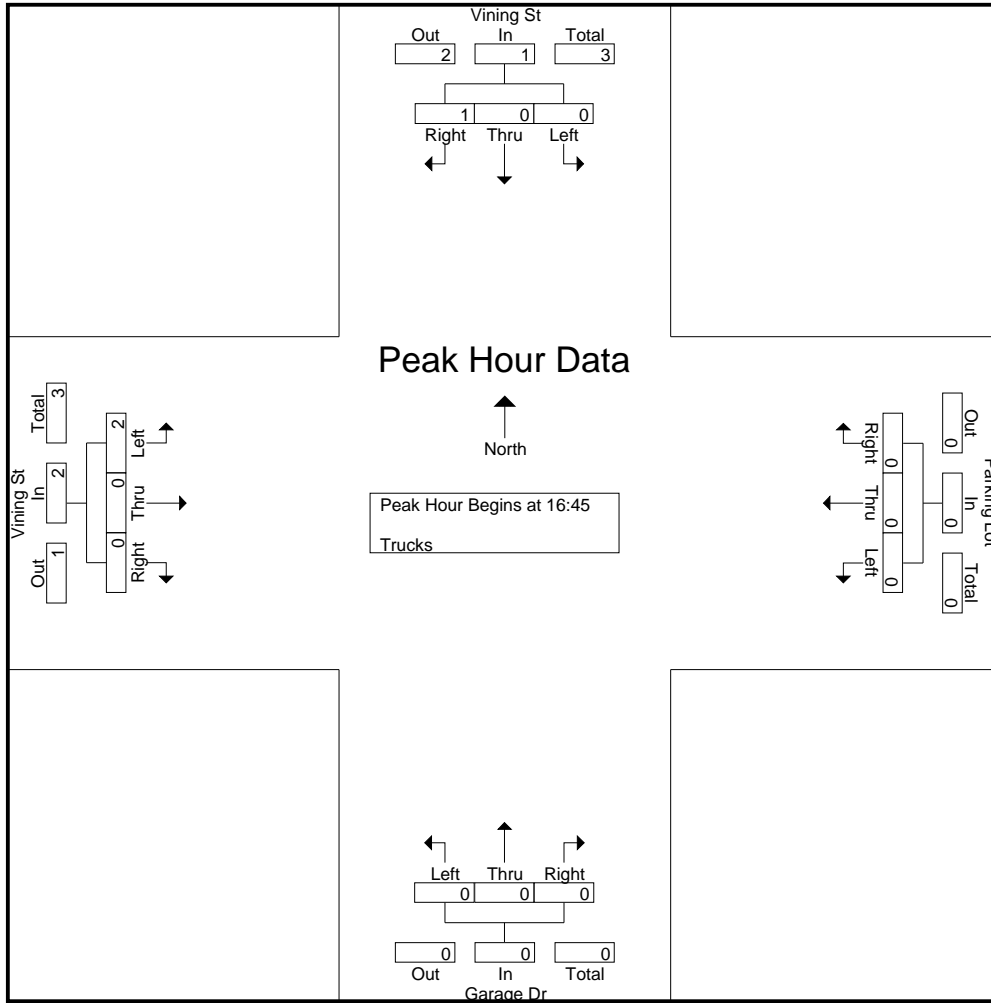 Vining St
Out In Total
2 1 3
1 0 0
Right Thru Left
Peak Hour Data
North
Peak Hour Begins at 16:45
Trucks
Vining St
Total In Out
3 2 1
2 0 0
Left Thru Right
Right Thru Left
0 0 0
Out In Total
0 0 0
Parking Lot
Left Thru Right
0 0 0
0 0 0
Out In Total
Garage Dr